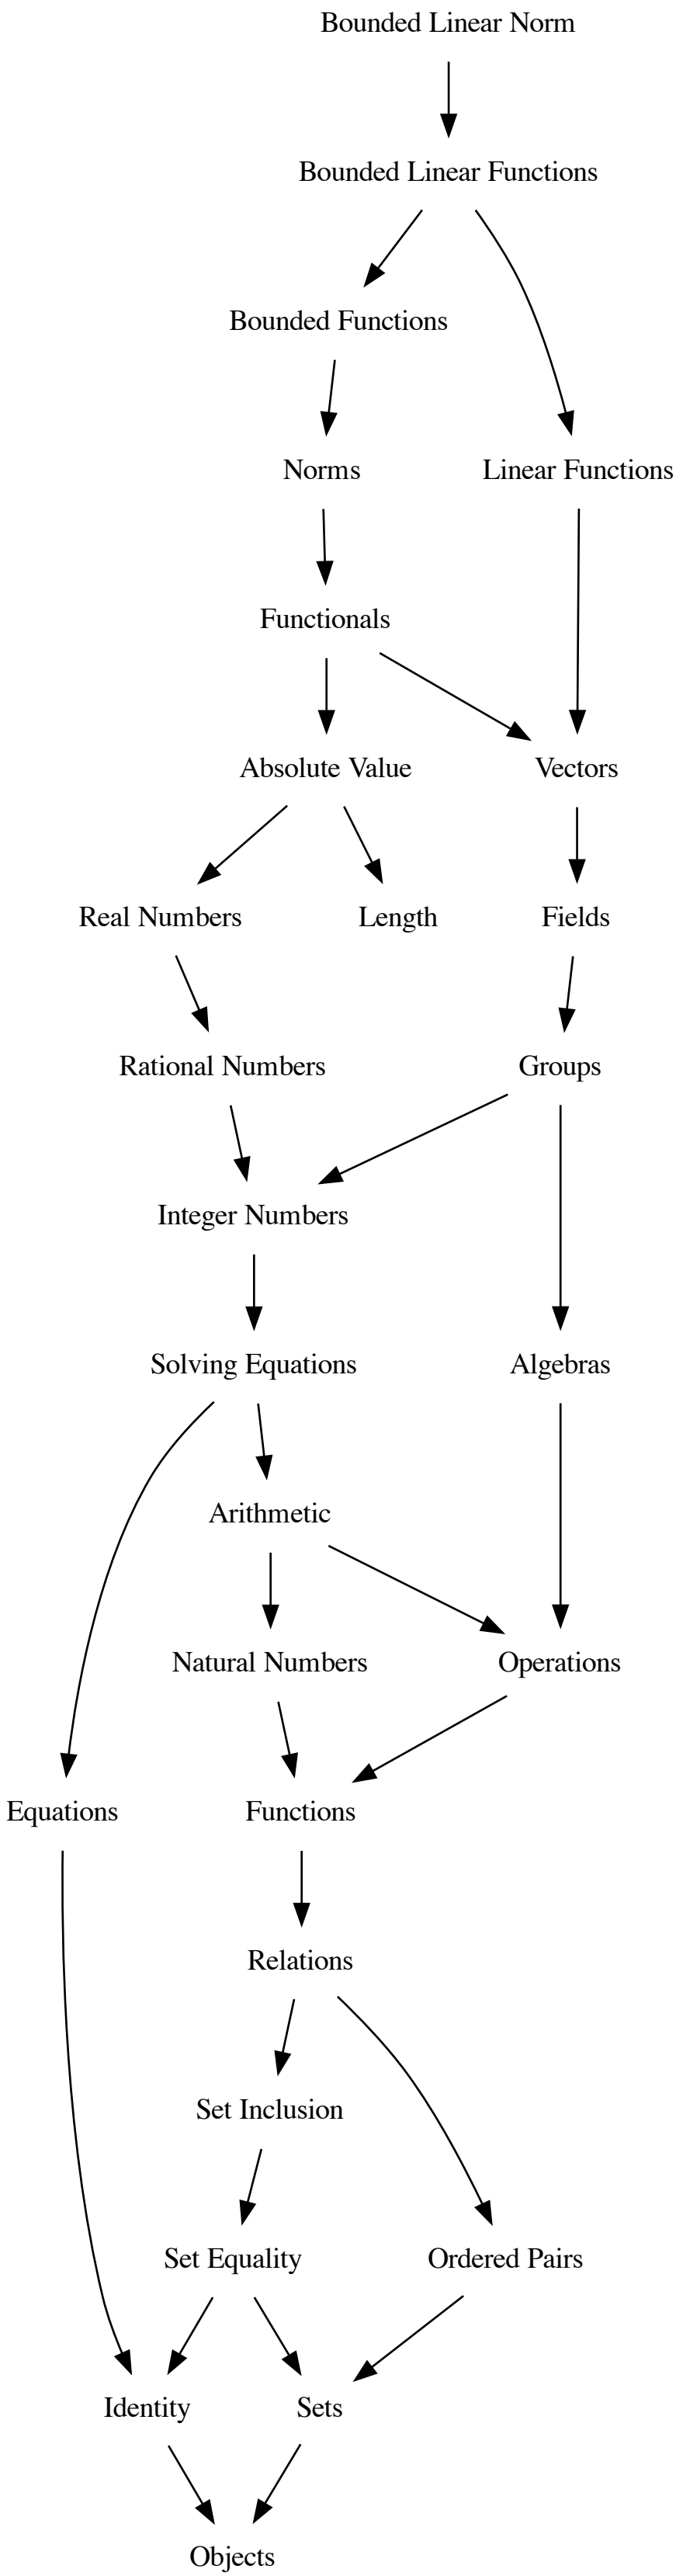 Bounded Linear Norm
Bounded Linear Functions
Bounded Functions
Norms
Linear Functions
Functionals
Absolute Value
Vectors
Real Numbers
Length
Fields
Rational Numbers
Groups
Integer Numbers
Solving Equations
Algebras
Arithmetic
Natural Numbers
Operations
Equations
Functions
Relations
Set Inclusion
Set Equality
Ordered Pairs
Identity
Sets
Objects